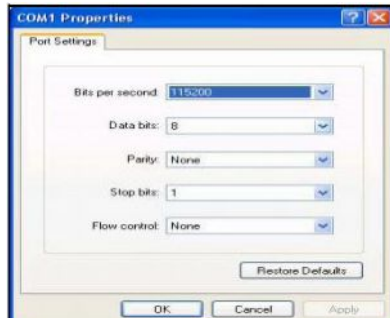 COM1 Properties
Port Settings
Bits per second: 115200
Data bits: 8
Parity: None
Stop bits: 1
Flow control: None
Restore Defaults
OK Cancel Apply